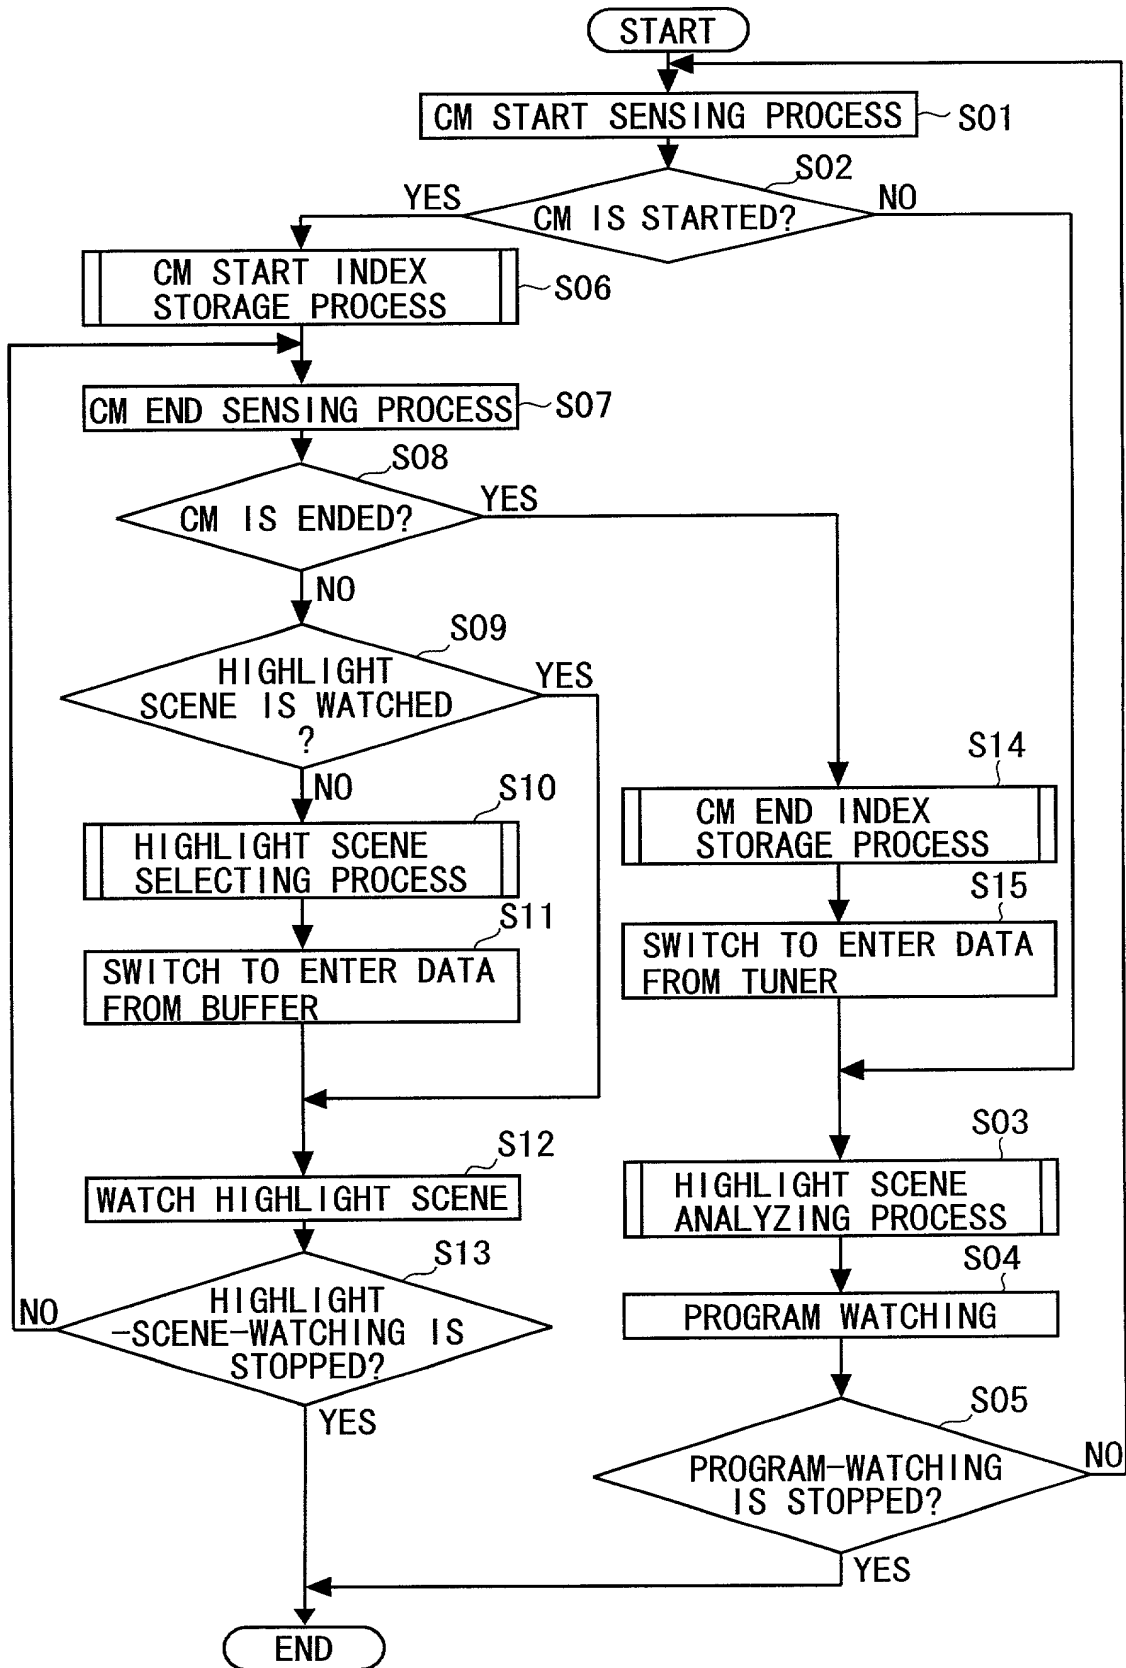 START
CM START SENSING PROCESS
S01
S02
YES
NO
CM IS STARTED?
CM START INDEX
STORAGE PROCESS
S06
CM END SENSING PROCESS
S07
S08
YES
CM IS ENDED?
NO
S09
HIGHLIGHT
SCENE IS WATCHED
?
YES
NO
S10
HIGHLIGHT SCENE
SELECTING PROCESS
S11
SWITCH TO ENTER DATA
FROM BUFFER
S14
CM END INDEX
STORAGE PROCESS
S15
SWITCH TO ENTER DATA
FROM TUNER
S12
WATCH HIGHLIGHT SCENE
S13
HIGHLIGHT
-SCENE-WATCHING IS
STOPPED?
NO
YES
S03
HIGHLIGHT SCENE
ANALYZING PROCESS
S04
PROGRAM WATCHING
S05
PROGRAM-WATCHING
IS STOPPED?
NO
YES
END